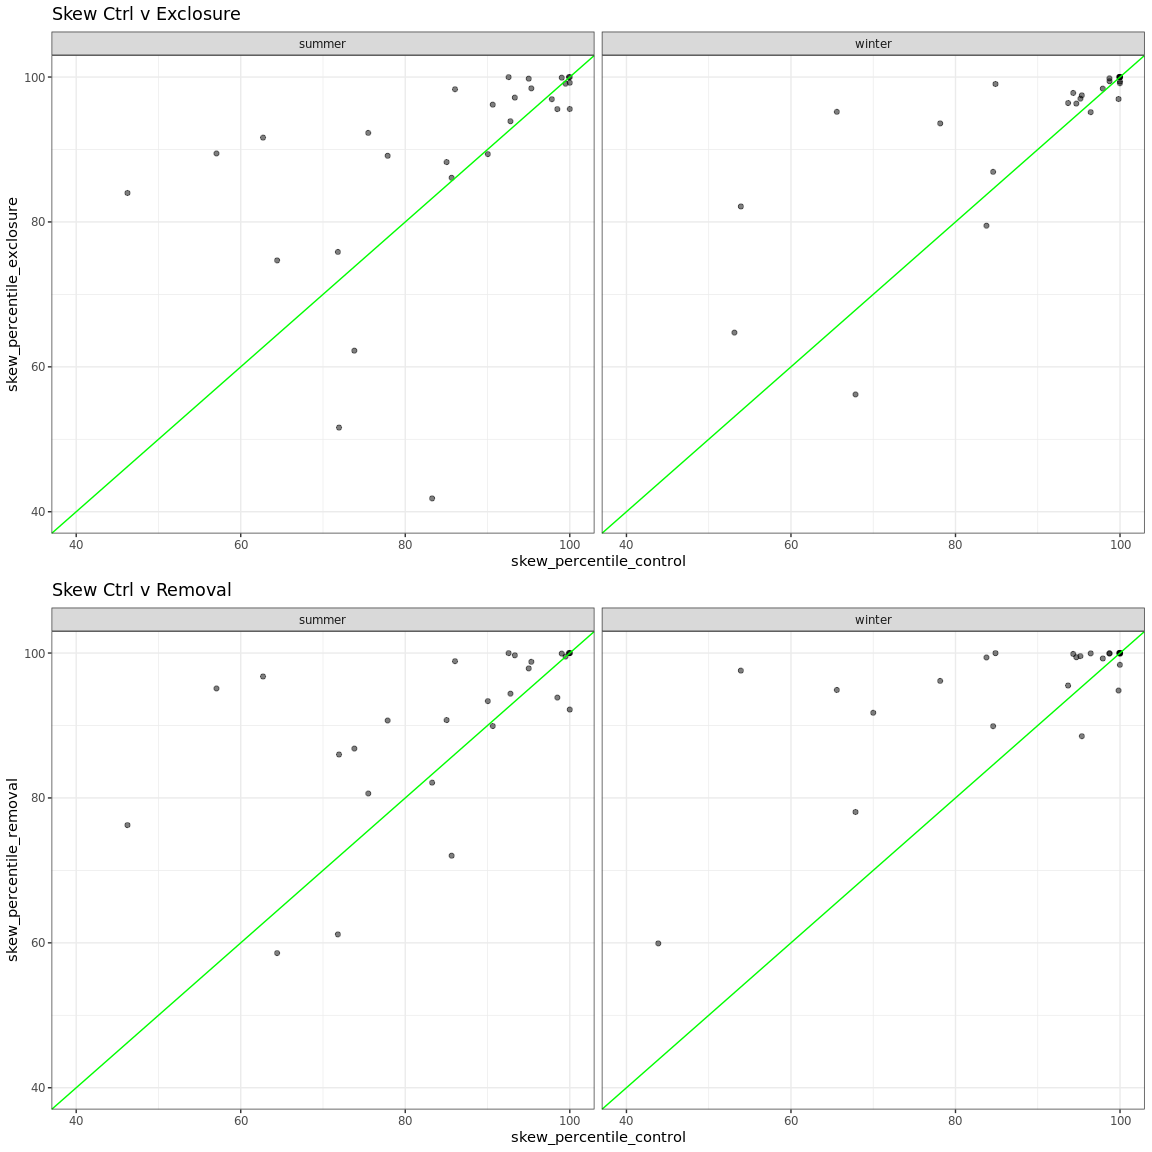 Skew Ctrl v Exclosure
summer
winter
100
80
60
40
skew_percentile_exclosure
40 60 80 100 40 60 80 100
skew_percentile_control
Skew Ctrl v Removal
summer
winter
100
80
60
40
skew_percentile_removal
40 60 80 100 40 60 80 100
skew_percentile_control